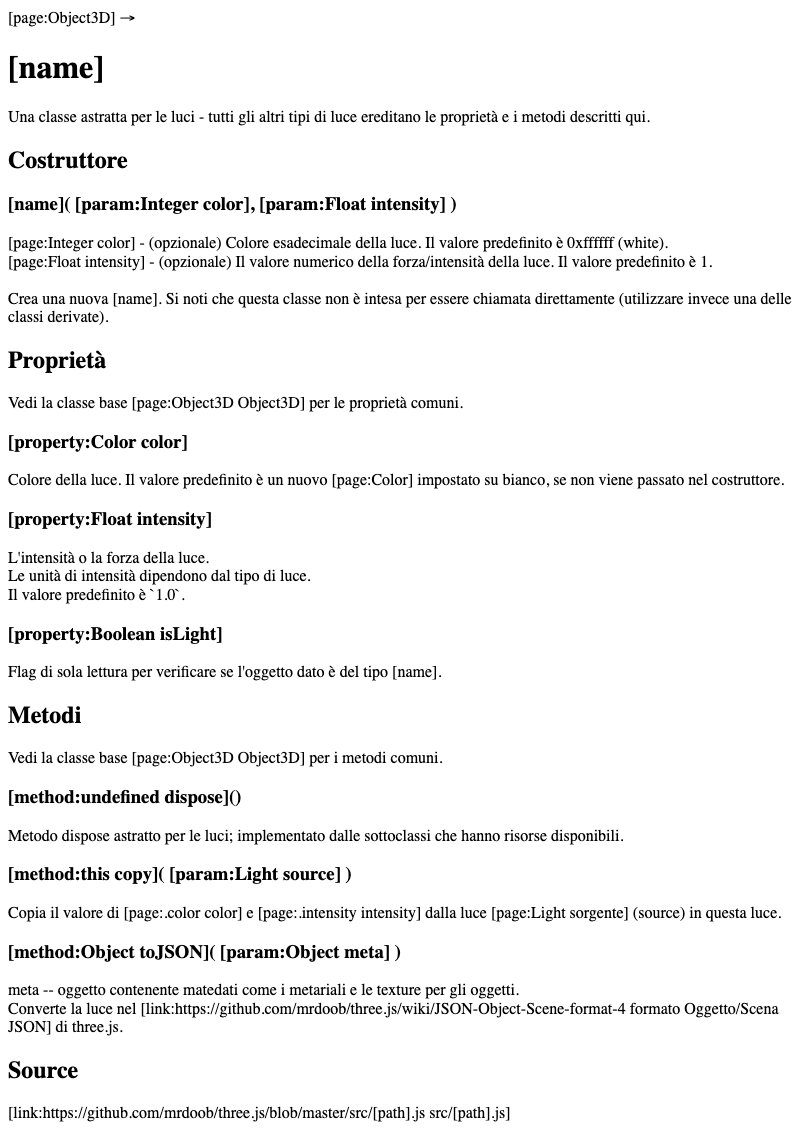 [page:Object3D] →
[name]
Una classe astratta per le luci - tutti gli altri tipi di luce ereditano le proprietà e i metodi descritti qui.
Costruttore
[name]( [param:Integer color], [param:Float intensity] )
[page:Integer color] - (opzionale) Colore esadecimale della luce. Il valore predefinito è 0xffffff (white).
[page:Float intensity] - (opzionale) Il valore numerico della forza/intensità della luce. Il valore predefinito è 1.
Crea una nuova [name]. Si noti che questa classe non è intesa per essere chiamata direttamente (utilizzare invece una delle
classi derivate).
Proprietà
Vedi la classe base [page:Object3D Object3D] per le proprietà comuni.
[property:Color color]
Colore della luce. Il valore predefinito è un nuovo [page:Color] impostato su bianco, se non viene passato nel costruttore.
[property:Float intensity]
L'intensità o la forza della luce.
Le unità di intensità dipendono dal tipo di luce.
Il valore predefinito è `1.0`.
[property:Boolean isLight]
Flag di sola lettura per verificare se l'oggetto dato è del tipo [name].
Metodi
Vedi la classe base [page:Object3D Object3D] per i metodi comuni.
[method:undefined dispose]()
Metodo dispose astratto per le luci; implementato dalle sottoclassi che hanno risorse disponibili.
[method:this copy]( [param:Light source] )
Copia il valore di [page:.color color] e [page:.intensity intensity] dalla luce [page:Light sorgente] (source) in questa luce.
[method:Object toJSON]( [param:Object meta] )
meta -- oggetto contenente matedati come i metariali e le texture per gli oggetti.
Converte la luce nel [link:https://github.com/mrdoob/three.js/wiki/JSON-Object-Scene-format-4 formato Oggetto/Scena
JSON] di three.js.
Source
[link:https://github.com/mrdoob/three.js/blob/master/src/[path].js src/[path].js]